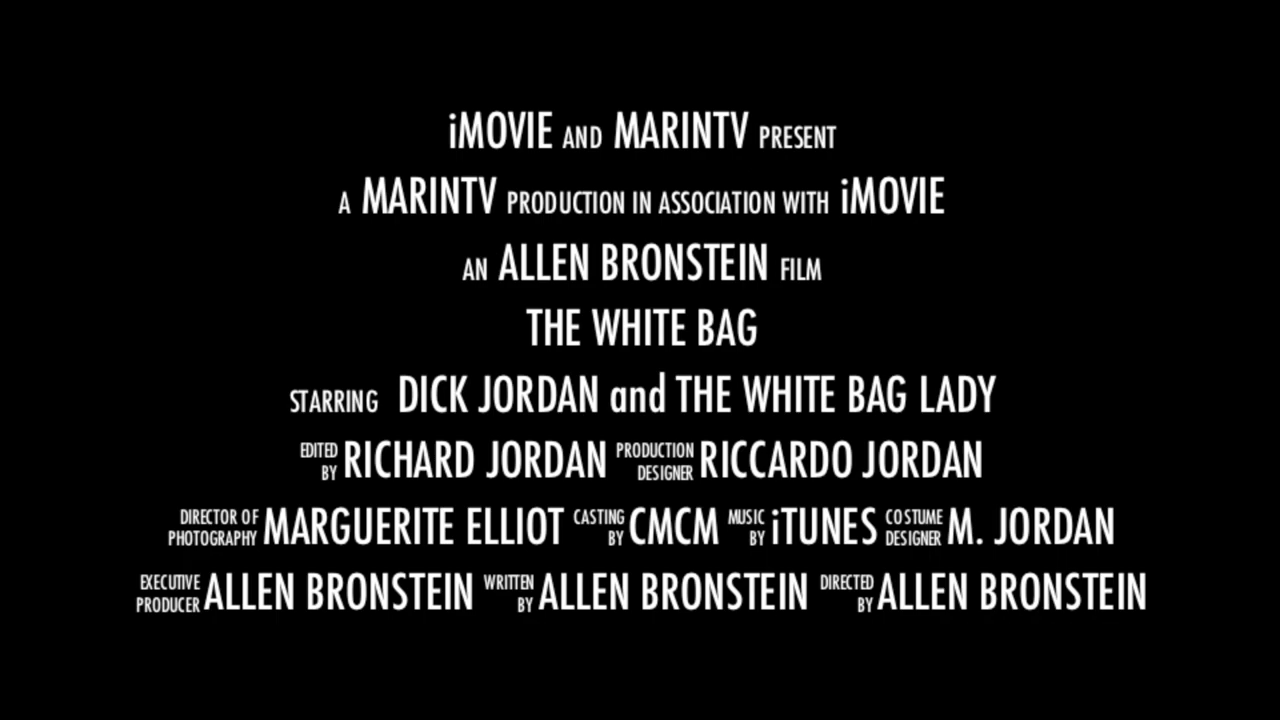 iMOVIE AND MARINTV PRESENT
A MARINTV PRODUCTION IN ASSOCIATION WITH iMOVIE
AN ALLEN BRONSTEIN FILM
THE WHITE BAG
STARRING DICK JORDAN and THE WHITE BAG LADY
EDITED BY RICHARD JORDAN PRODUCTION DESIGNER RICCARDO JORDAN
DIRECTOR OF PHOTOGRAPHY MARGUERITE ELLIOT CASTING BY CMCM MUSIC BY iTUNES COSTUME DESIGNER M. JORDAN
EXECUTIVE PRODUCER ALLEN BRONSTEIN WRITTEN BY ALLEN BRONSTEIN DIRECTED BY ALLEN BRONSTEIN